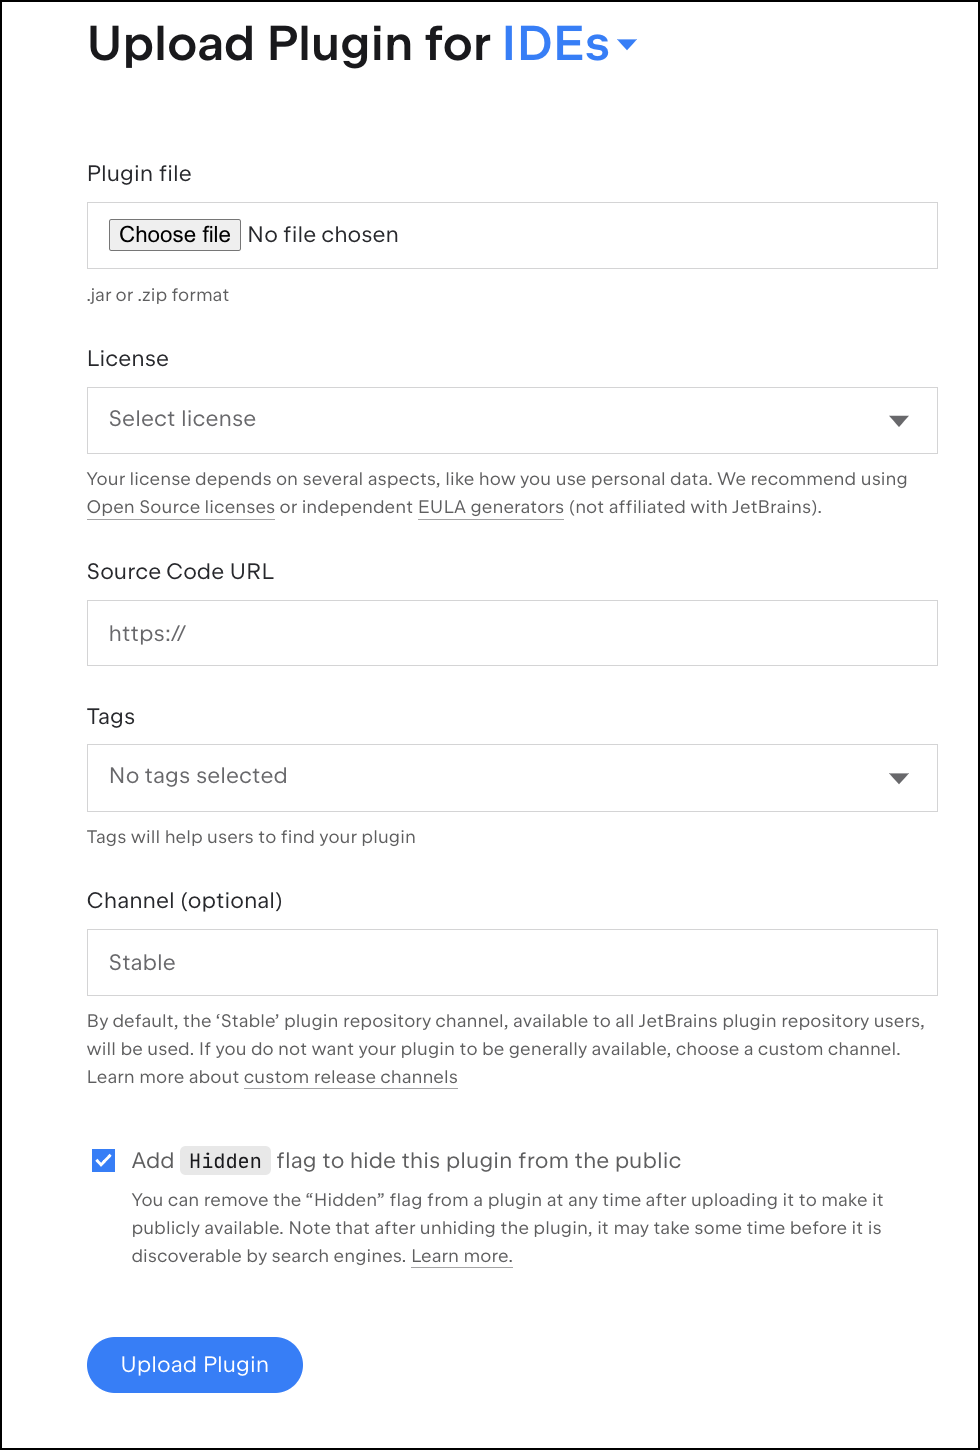 Upload Plugin for IDEs
Plugin file
Choose file No file chosen
.jar or .zip format
License
Select license
Your license depends on several aspects, like how you use personal data. We recommend using
Open Source licenses or independent EULA generators (not affiliated with JetBrains).
Source Code URL
https://
Tags
No tags selected
Tags will help users to find your plugin
Channel (optional)
Stable
By default, the ‘Stable’ plugin repository channel, available to all JetBrains plugin repository users,
will be used. If you do not want your plugin to be generally available, choose a custom channel.
Learn more about custom release channels
Add Hidden flag to hide this plugin from the public
You can remove the “Hidden” flag from a plugin at any time after uploading it to make it
publicly available. Note that after unhiding the plugin, it may take some time before it is
discoverable by search engines. Learn more.
Upload Plugin